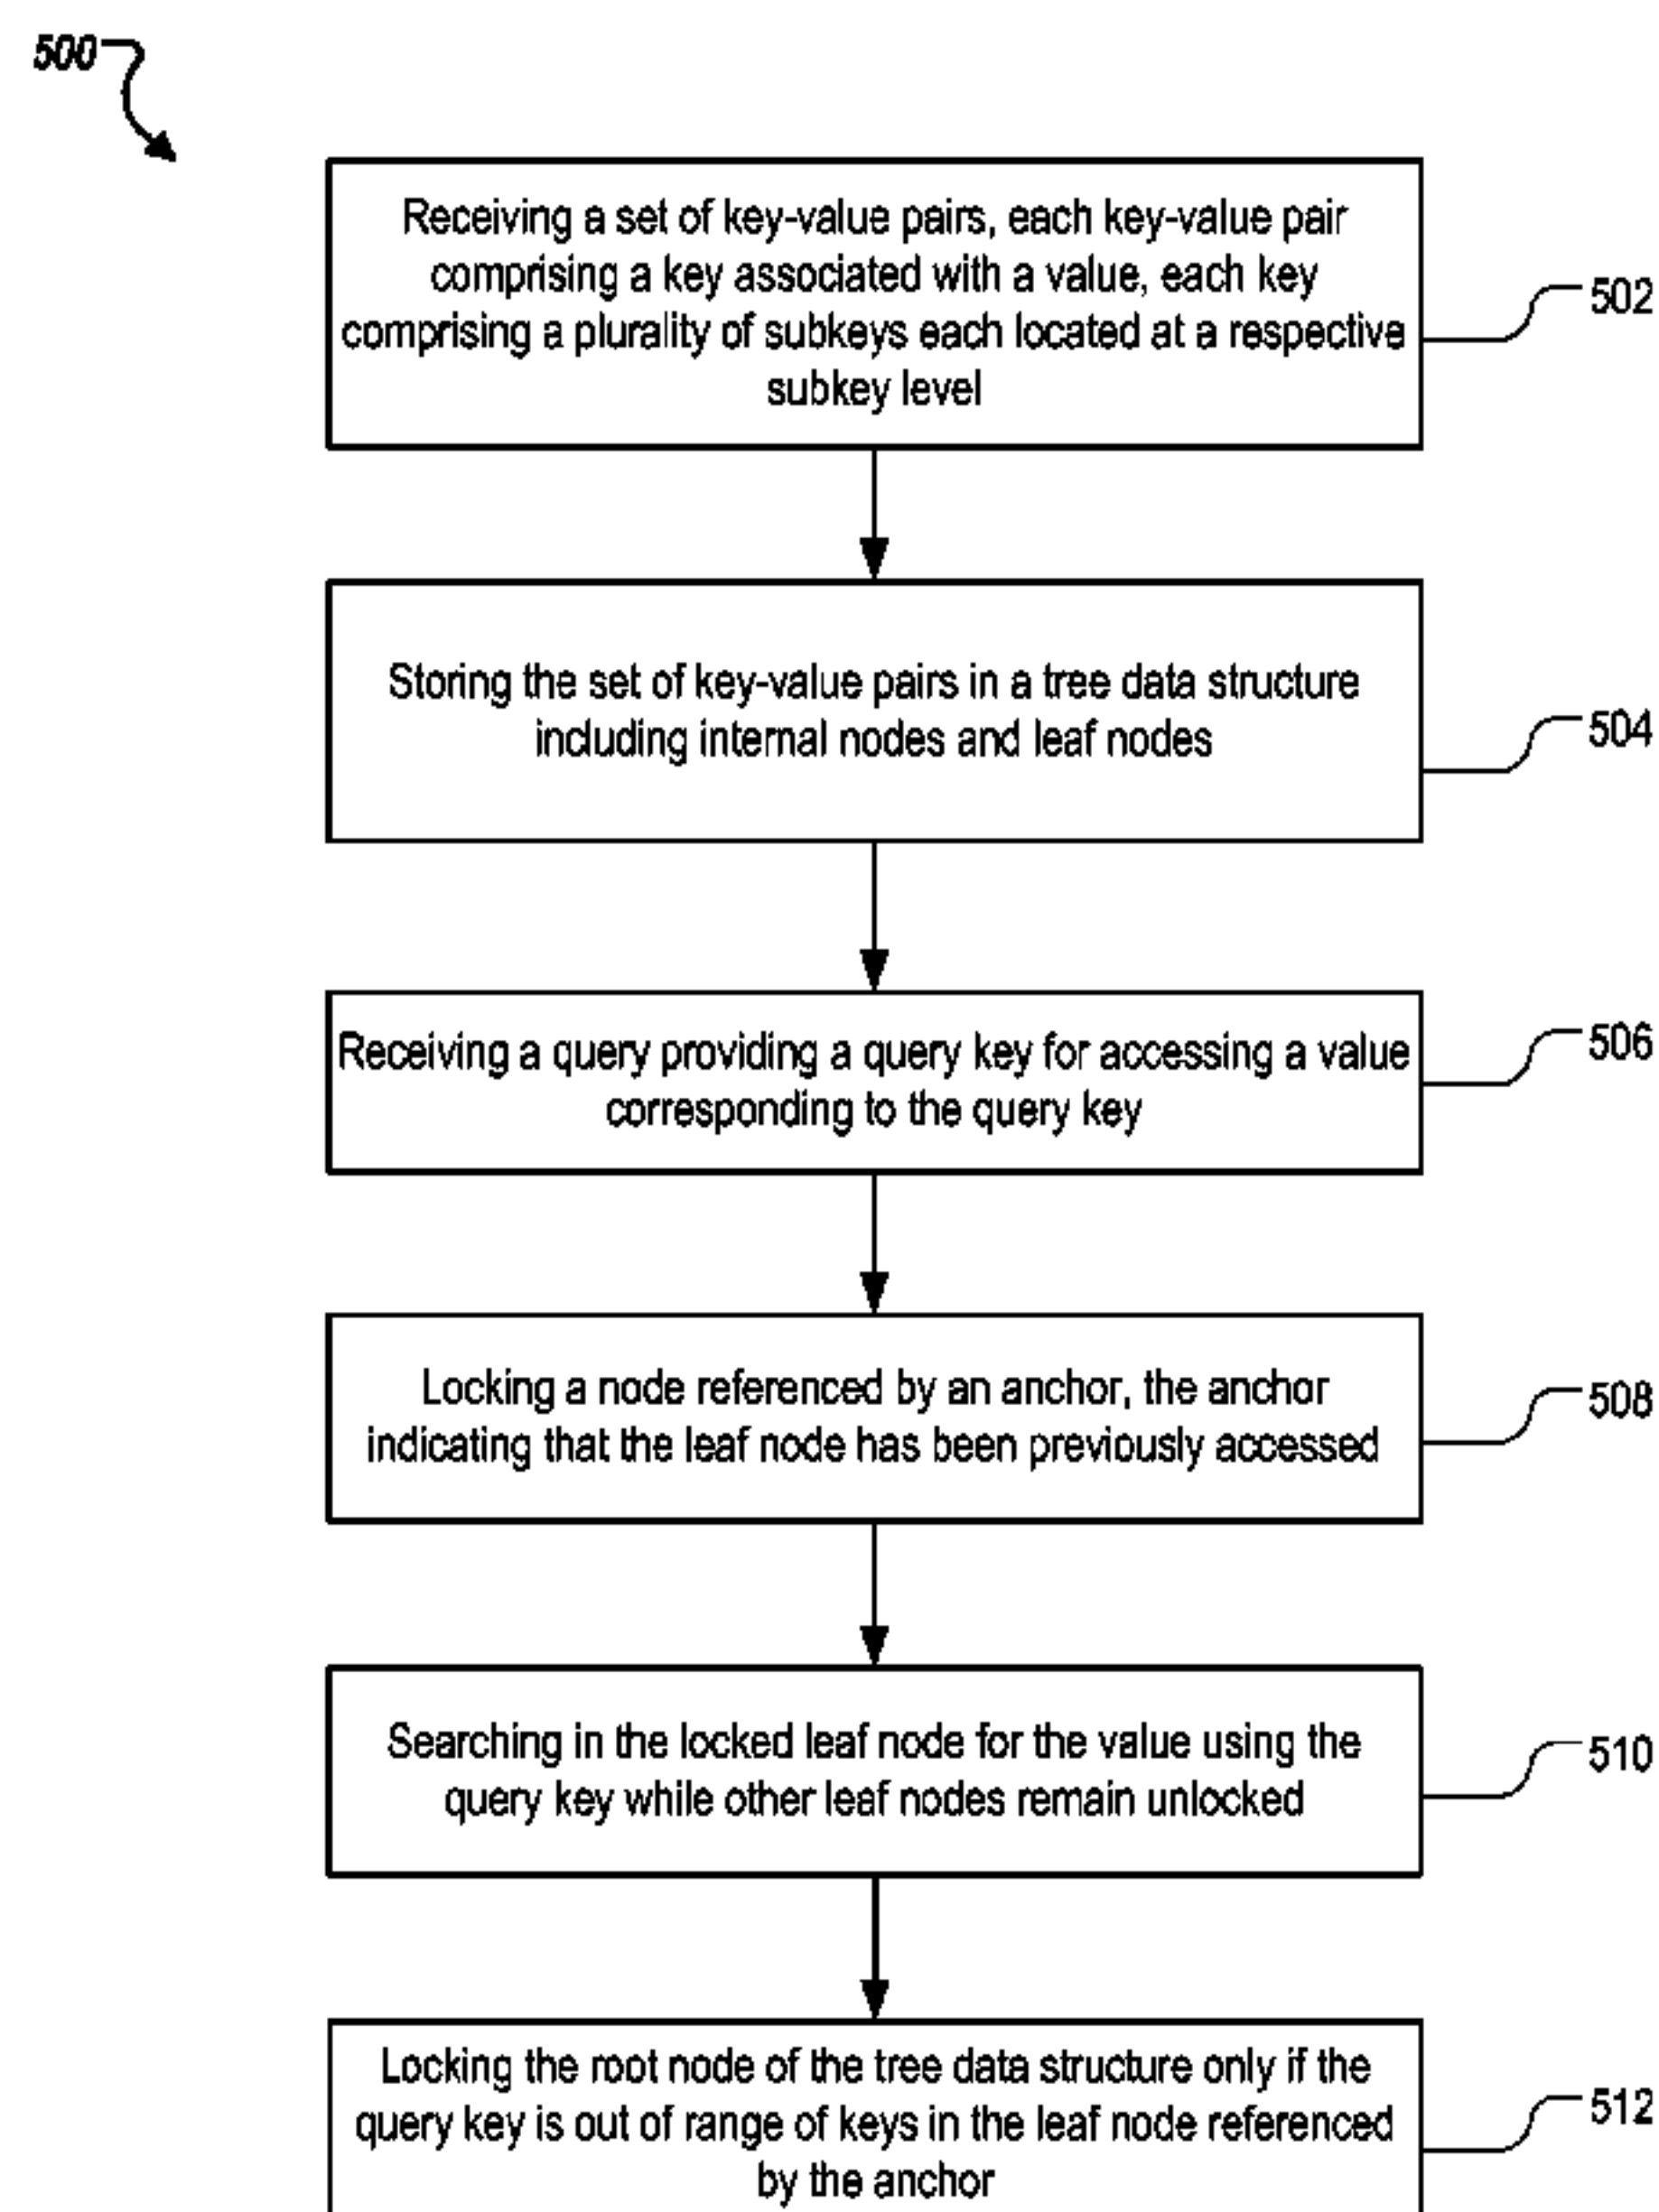 500
Receiving a set of key-value pairs, each key-value pair
comprising a key associated with a value, each key
comprising a plurality of subkeys each located at a respective
subkey level
502
Storing the set of key-value pairs in a tree data structure
including internal nodes and leaf nodes
504
Receiving a query providing a query key for accessing a value
corresponding to the query key
506
Locking a node referenced by an anchor, the anchor
indicating that the leaf node has been previously accessed
508
Searching in the locked leaf node for the value using the
query key while other leaf nodes remain unlocked
510
Locking the root node of the tree data structure only if the
query key is out of range of keys in the leaf node referenced
by the anchor
512